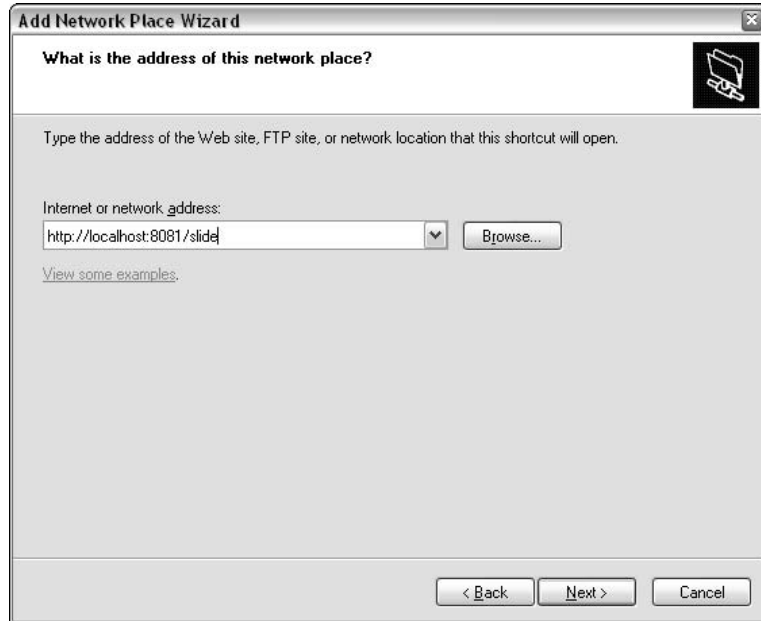 Add Network Place Wizard
What is the address of this network place?
Type the address of the Web site, FTP site, or network location that this shortcut will open.
Internet or network address:
http://localhost:8081/slide
Browse...
View some examples.
< Back
Next >
Cancel